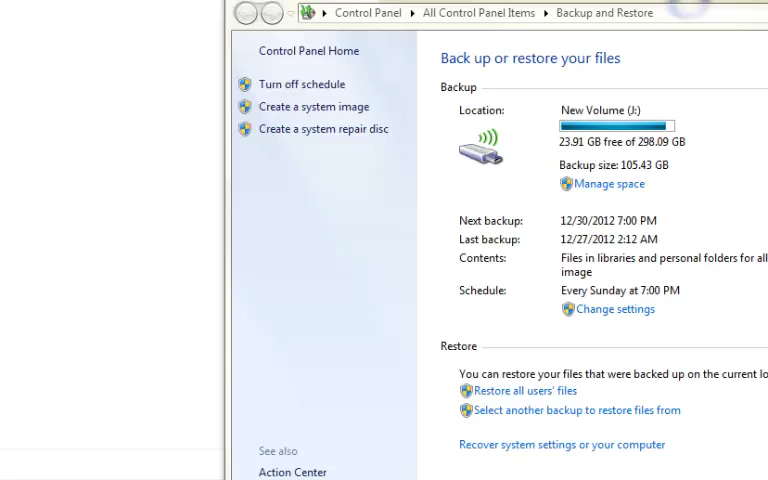 Control Panel ▸ All Control Panel Items ▸ Backup and Restore
Control Panel Home
Turn off schedule
Create a system image
Create a system repair disc
See also
Action Center
Back up or restore your files
Backup
Location: New Volume (J:)
23.91 GB free of 298.09 GB
Backup size: 105.43 GB
Manage space
Next backup: 12/30/2012 7:00 PM
Last backup: 12/27/2012 2:12 AM
Contents: Files in libraries and personal folders for all
image
Schedule: Every Sunday at 7:00 PM
Change settings
Restore
You can restore your files that were backed up on the current lo
Restore all users' files
Select another backup to restore files from
Recover system settings or your computer